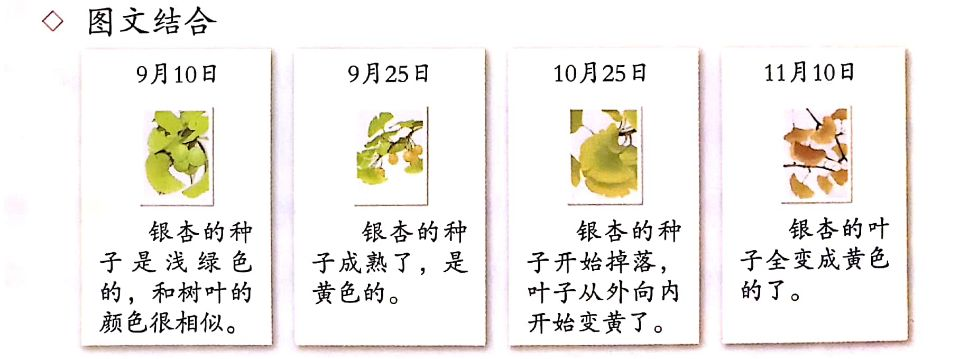 图文结合
9月10日
银杏的种
子是浅绿色
的，和树叶的
颜色很相似。
9月25日
银杏的种
子成熟了，是
黄色的。
10月25日
银杏的种
子开始掉落，
叶子从外向内
开始变黄了。
11月10日
银杏的叶
子全变成黄色
的了。